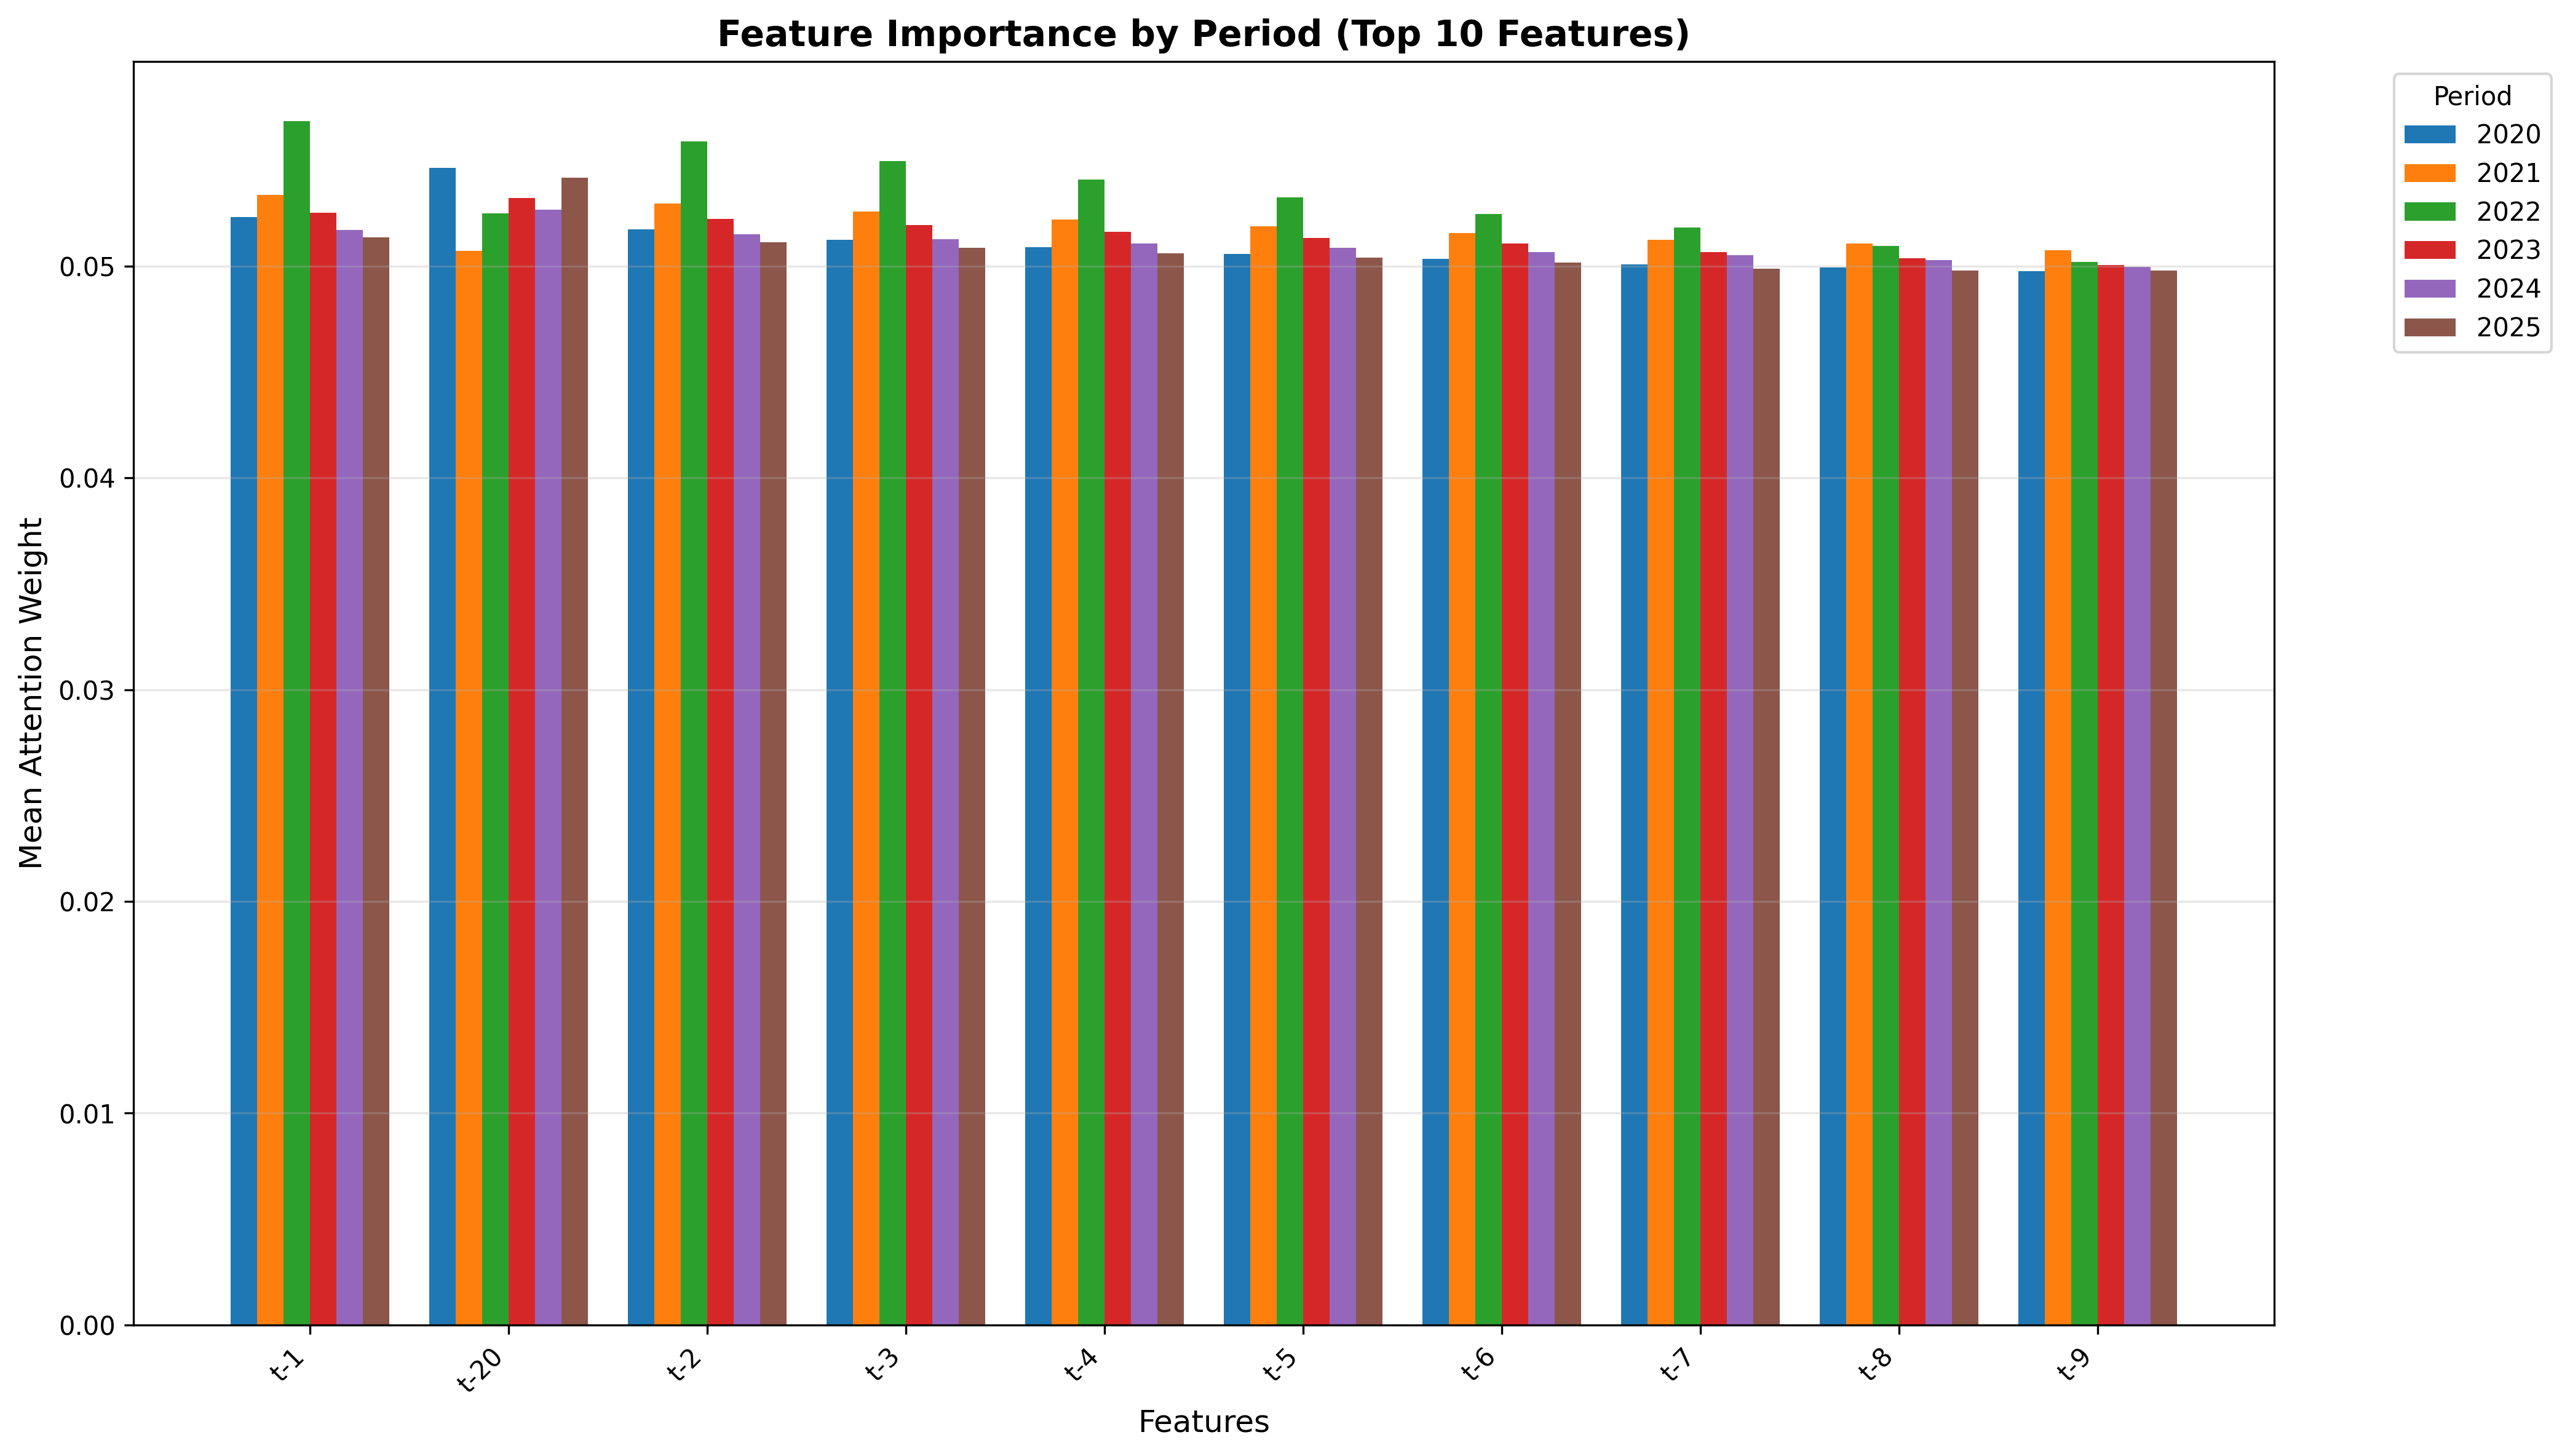 Feature Importance by Period (Top 10 Features)
Mean Attention Weight
0.05
0.04
0.03
0.02
0.01
0.00
t-1
t-20
t-2
t-3
t-4
t-5
t-6
t-7
t-8
t-9
Features
Period
2020
2021
2022
2023
2024
2025